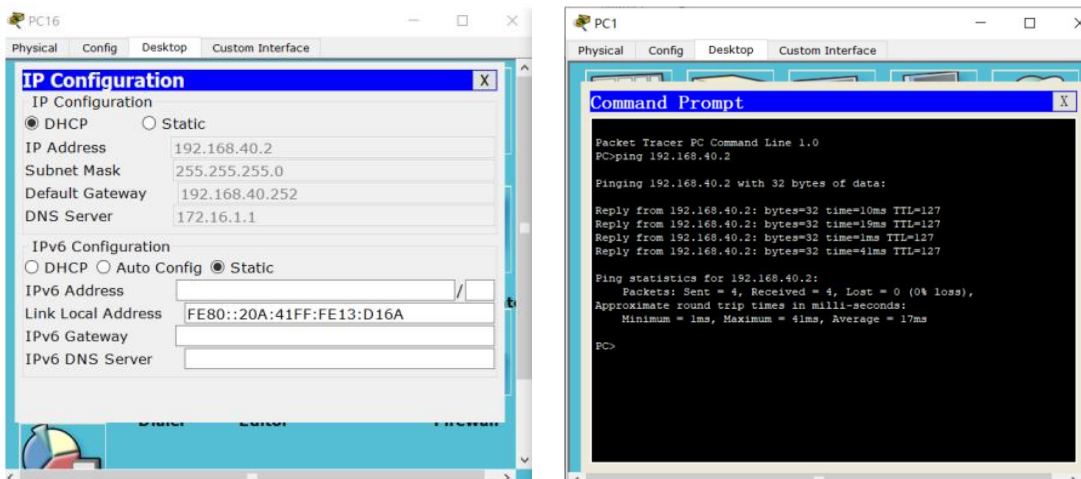 PC16
Physical Config Desktop Custom Interface
IP Configuration X
IP Configuration
DHCP Static
IP Address 192.168.40.2
Subnet Mask 255.255.255.0
Default Gateway 192.168.40.252
DNS Server 172.16.1.1
IPv6 Configuration
DHCP Auto Config Static
IPv6 Address /
Link Local Address FE80::20A:41FF:FE13:D16A
IPv6 Gateway
IPv6 DNS Server
PC1
Physical Config Desktop Custom Interface
Command Prompt X
Packet Tracer PC Command Line 1.0
PC>ping 192.168.40.2
Pinging 192.168.40.2 with 32 bytes of data:
Reply from 192.168.40.2: bytes=32 time=10ms TTL=127
Reply from 192.168.40.2: bytes=32 time=19ms TTL=127
Reply from 192.168.40.2: bytes=32 time=1ms TTL=127
Reply from 192.168.40.2: bytes=32 time=41ms TTL=127
Ping statistics for 192.168.40.2:
Packets: Sent = 4, Received = 4, Lost = 0 (0% loss),
Approximate round trip times in milli-seconds:
Minimum = 1ms, Maximum = 41ms, Average = 17ms
PC>